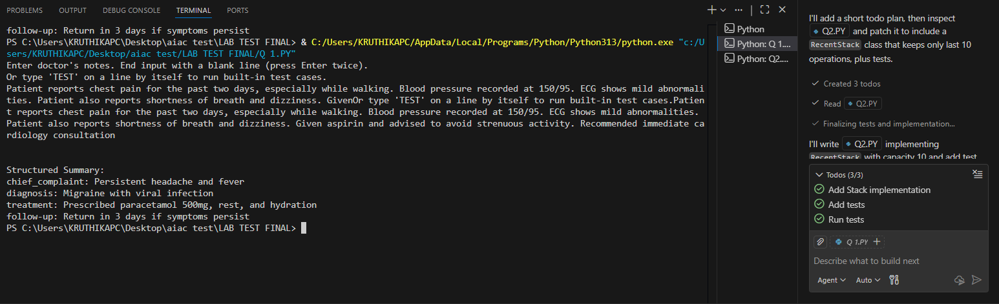 PROBLEMS OUTPUT DEBUG CONSOLE TERMINAL PORTS
follow-up: Return in 3 days if symptoms persist
PS C:\Users\KRUTHIKAPC\Desktop\aiac test\LAB TEST FINAL> & C:/Users/KRUTHIKAPC/AppData/Local/Programs/Python/Python313/python.exe "c:/U
sers/KRUTHIKAPC/Desktop/aiac test/LAB TEST FINAL/Q 1.PY"
Enter doctor's notes. End input with a blank line (press Enter twice).
Or type 'TEST' on a line by itself to run built-in test cases.
Patient reports chest pain for the past two days, especially while walking. Blood pressure recorded at 150/95. ECG shows mild abnormali
ties. Patient also reports shortness of breath and dizziness. GivenOr type 'TEST' on a line by itself to run built-in test cases.Patien
t reports chest pain for the past two days, especially while walking. Blood pressure recorded at 150/95. ECG shows mild abnormalities.
Patient also reports shortness of breath and dizziness. Given aspirin and advised to avoid strenuous activity. Recommended immediate ca
rdiology consultation
Structured Summary:
chief_complaint: Persistent headache and fever
diagnosis: Migraine with viral infection
treatment: Prescribed paracetamol 500mg, rest, and hydration
follow-up: Return in 3 days if symptoms persist
PS C:\Users\KRUTHIKAPC\Desktop\aiac test\LAB TEST FINAL>
Python
Python: Q 1....
Python: Q2....
I'll add a short todo plan, then inspect
Q2.PY and patch it to include a
RecentStack class that keeps only last 10
operations, plus tests.
Created 3 todos
Read Q2.PY
Finalizing tests and implementation...
I'll write Q2.PY implementing
RecentStack with capacity 10 and add test
Todos (3/3)
Add Stack implementation
Add tests
Run tests
Q 1.PY
Describe what to build next
Agent Auto